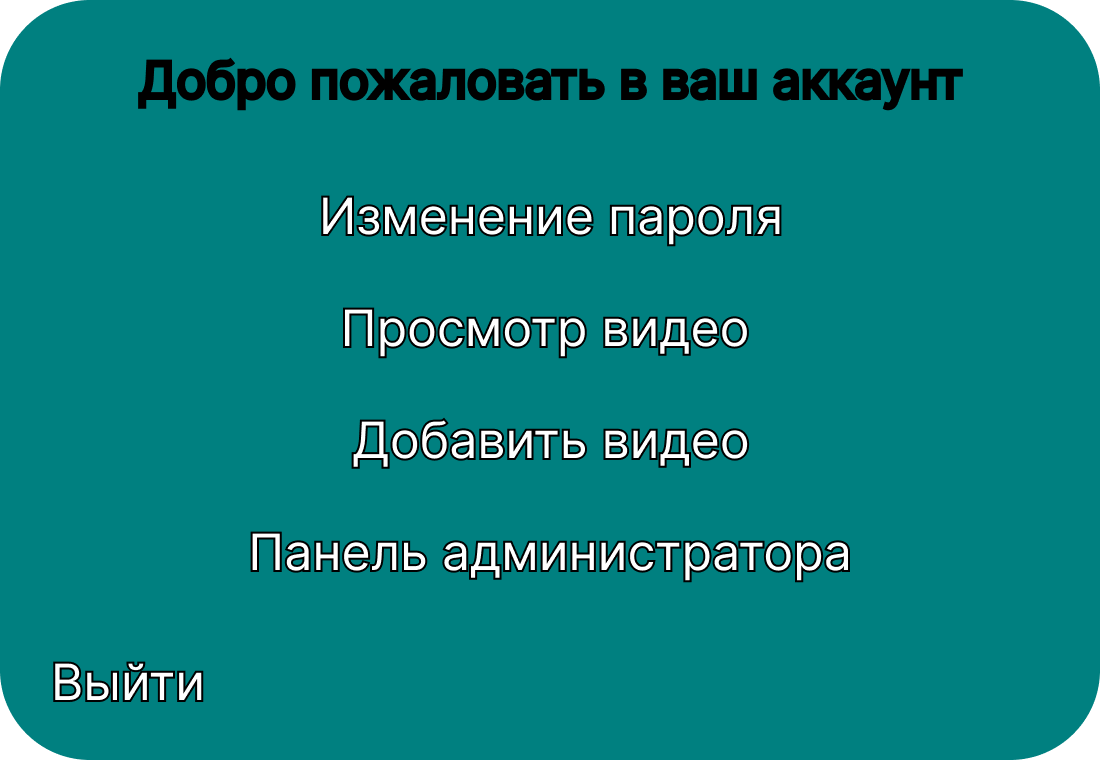 Добро пожаловать в ваш аккаунт
Изменение пароля
Просмотр видео
Добавить видео
Панель администратора
Выйти